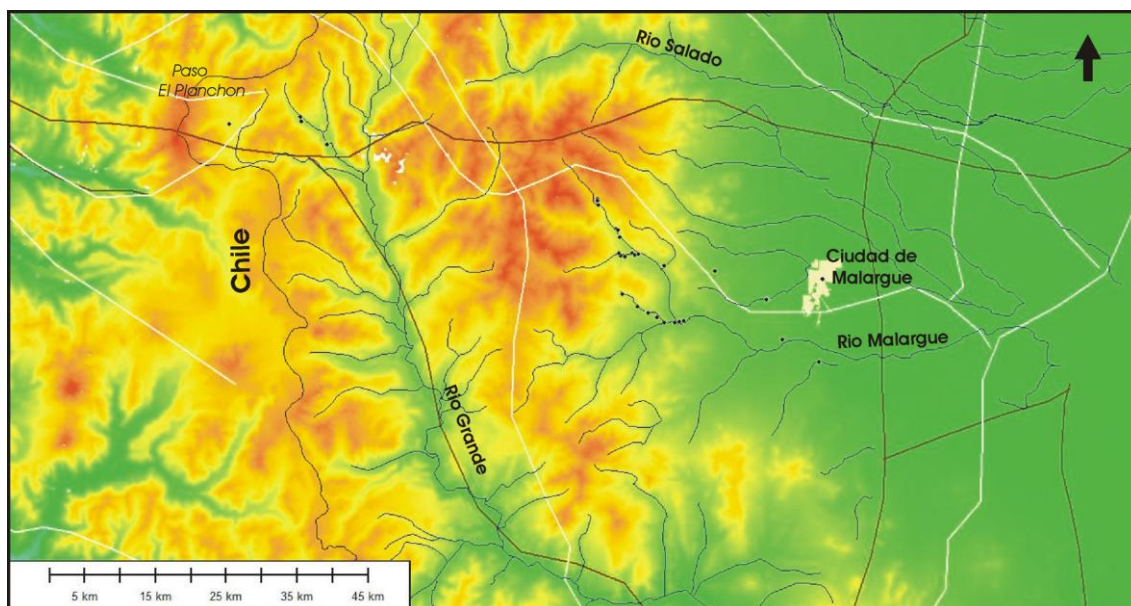 Paso
El Planchon
Rio Salado
Chile
Ciudad de
Malargue
Rio Malargue
Rio Grande
5 km 15 km 25 km 35 km 45 km